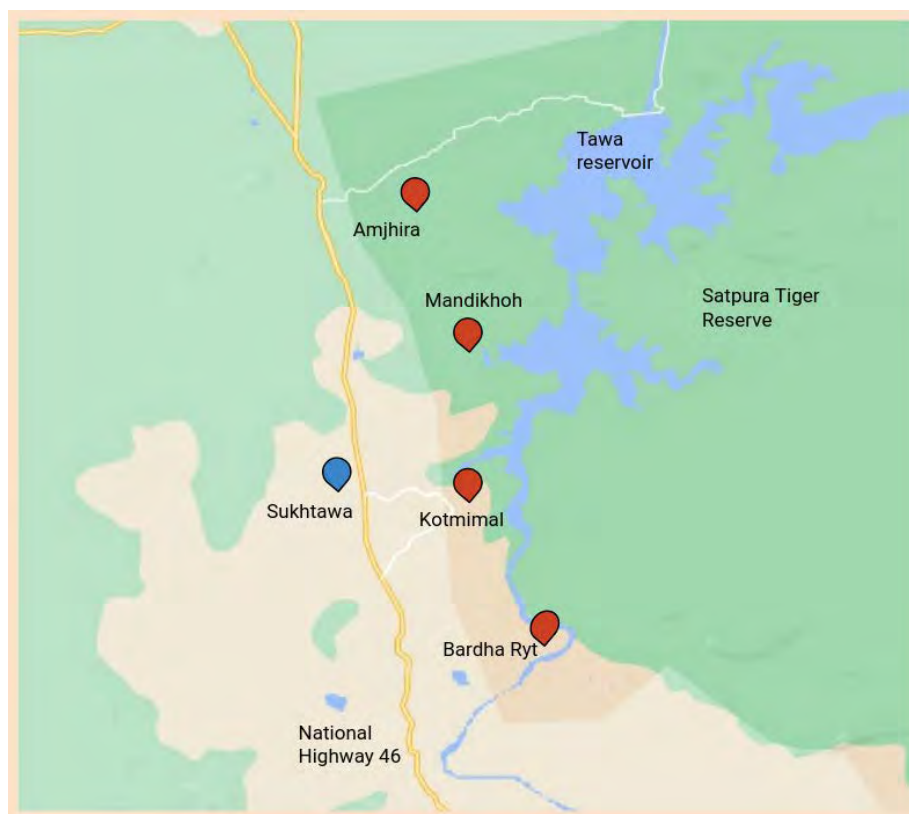 Tawa
reservoir
Amjhira
Mandikhoh
Satpura Tiger
Reserve
Sukhtawa
Kotmimal
Bardha Ryt
National
Highway 46